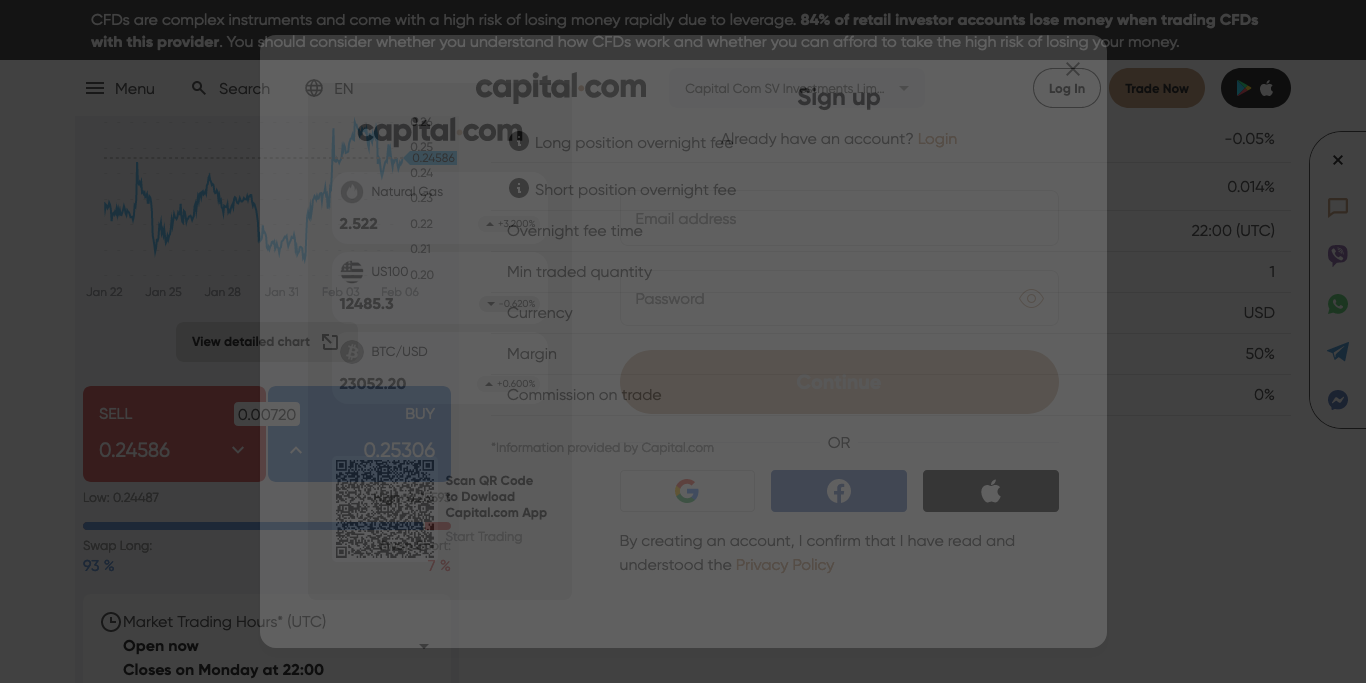 CFDs are complex instruments and come with a high risk of losing money rapidly due to leverage. 84% of retail investor accounts lose money when trading CFDs
with this provider. You should consider whether you understand how CFDs work and whether you can afford to take the high risk of losing your money.
Menu
Search
EN
capital.com
Capital Com SV Investments Lim...
Log In
Trade Now
Sign up
Already have an account? Login
capital.com
Natural Gas
2.522
+3.200%
US100
12485.3
-0.620%
BTC/USD
23052.20
+0.600%
Scan QR Code
to Dowload
Capital.com App
Start Trading
Email address
Password
Continue
OR
By creating an account, I confirm that I have read and
understood the Privacy Policy
0.26
0.25
0.24586
0.24
0.23
0.22
0.21
0.20
Jan 22
Jan 25
Jan 28
Jan 31
Feb 03
Feb 06
View detailed chart
SELL
0.24586
0.00720
BUY
0.25306
Low: 0.24487
Swap Long:
93 %
7 %
Market Trading Hours* (UTC)
Open now
Closes on Monday at 22:00
Long position overnight fee
-0.05%
Short position overnight fee
0.014%
Overnight fee time
22:00 (UTC)
Min traded quantity
1
Currency
USD
Margin
50%
Commission on trade
0%
*Information provided by Capital.com